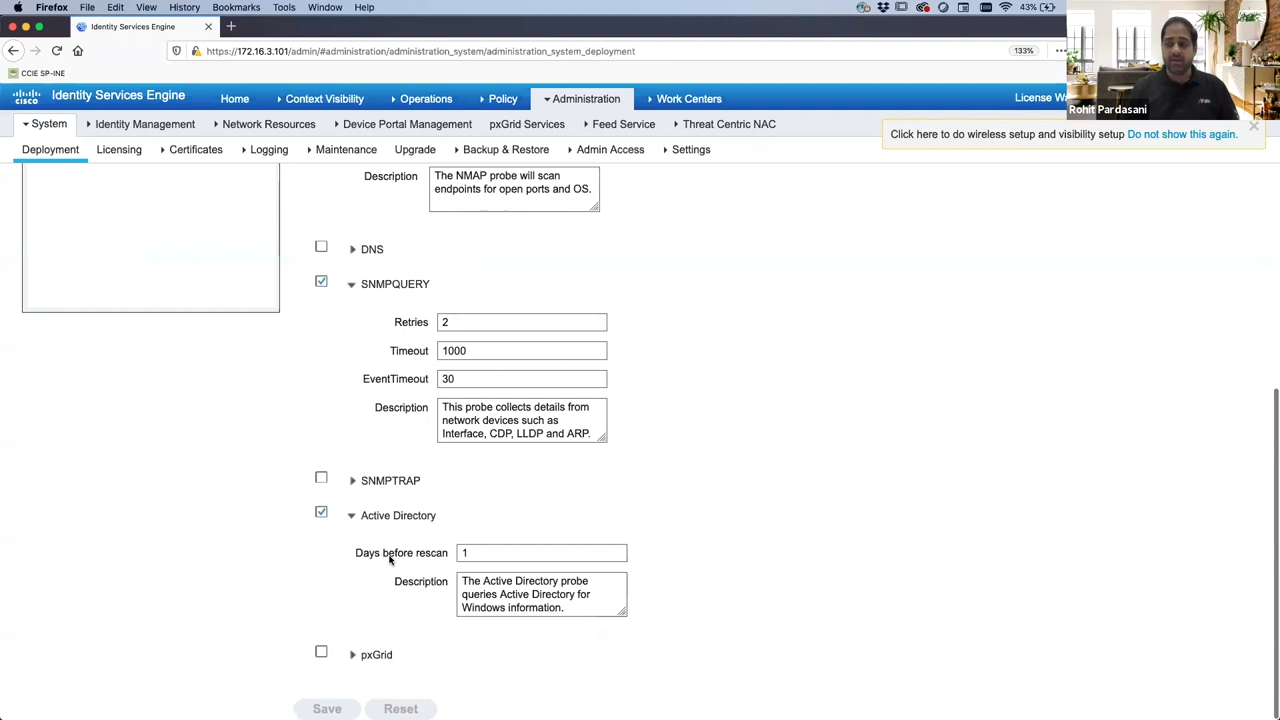 Firefox File Edit View History Bookmarks Tools Window Help 43%
Identity Services Engine
https://172.16.3.101/admin/#administration/administration_system/administration_system_deployment 133%
CCIE SP-INE
Rohit Pardasani
cisco Identity Services Engine Home Context Visibility Operations Policy Administration Work Centers License Wa
System Identity Management Network Resources Device Portal Management pxGrid Services Feed Service Threat Centric NAC
Click here to do wireless setup and visibility setup Do not show this again.
Deployment Licensing Certificates Logging Maintenance Upgrade Backup & Restore Admin Access Settings
Description The NMAP probe will scan
endpoints for open ports and OS.
DNS
SNMPQUERY
Retries 2
Timeout 1000
EventTimeout 30
Description This probe collects details from
network devices such as
Interface, CDP, LLDP and ARP.
SNMPTRAP
Active Directory
Days before rescan 1
Description The Active Directory probe
queries Active Directory for
Windows information.
pxGrid
Save Reset